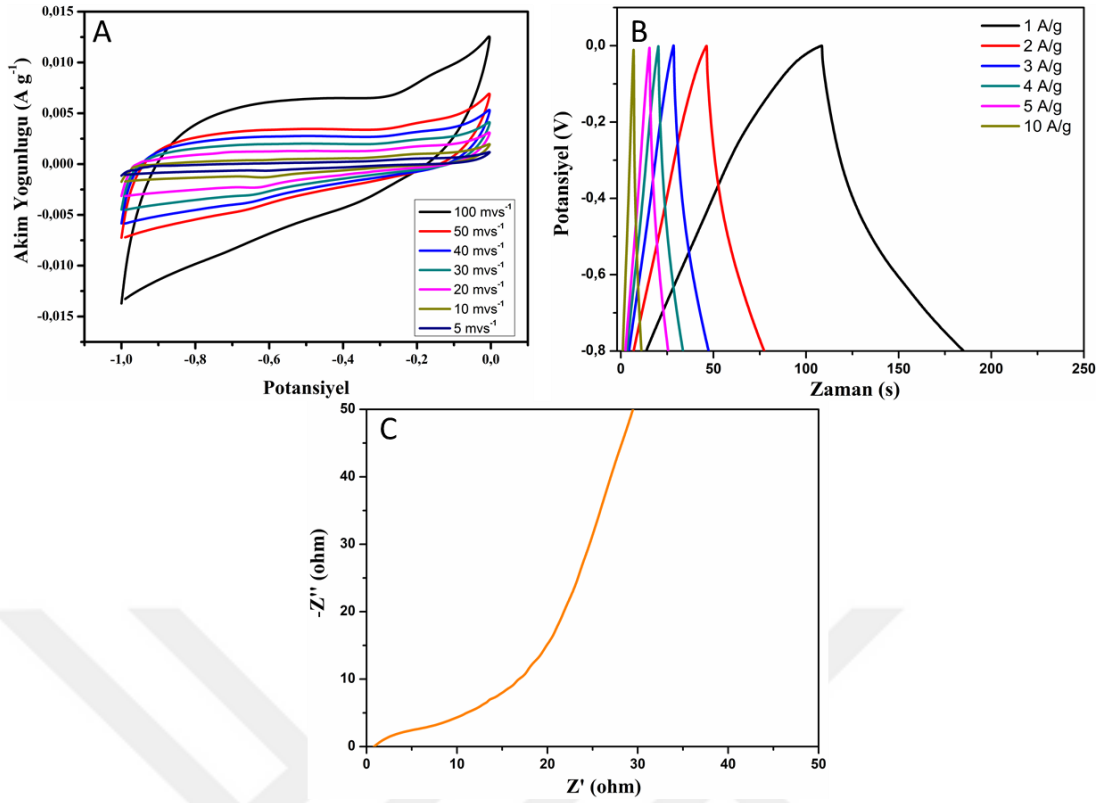 A
0,015
0,010
0,005
0,000
-0,005
-0,010
-0,015
Akim Yogunlugu (A g⁻¹)
-1,0 -0,8 -0,6 -0,4 -0,2 0,0
Potansiyel
100 mvs⁻¹
50 mvs⁻¹
40 mvs⁻¹
30 mvs⁻¹
20 mvs⁻¹
10 mvs⁻¹
5 mvs⁻¹
B
0,0
-0,2
-0,4
-0,6
-0,8
Potansiyel (V)
0 50 100 150 200 250
Zaman (s)
1 A/g
2 A/g
3 A/g
4 A/g
5 A/g
10 A/g
C
50
40
30
20
10
0
-Z'' (ohm)
0 10 20 30 40 50
Z' (ohm)